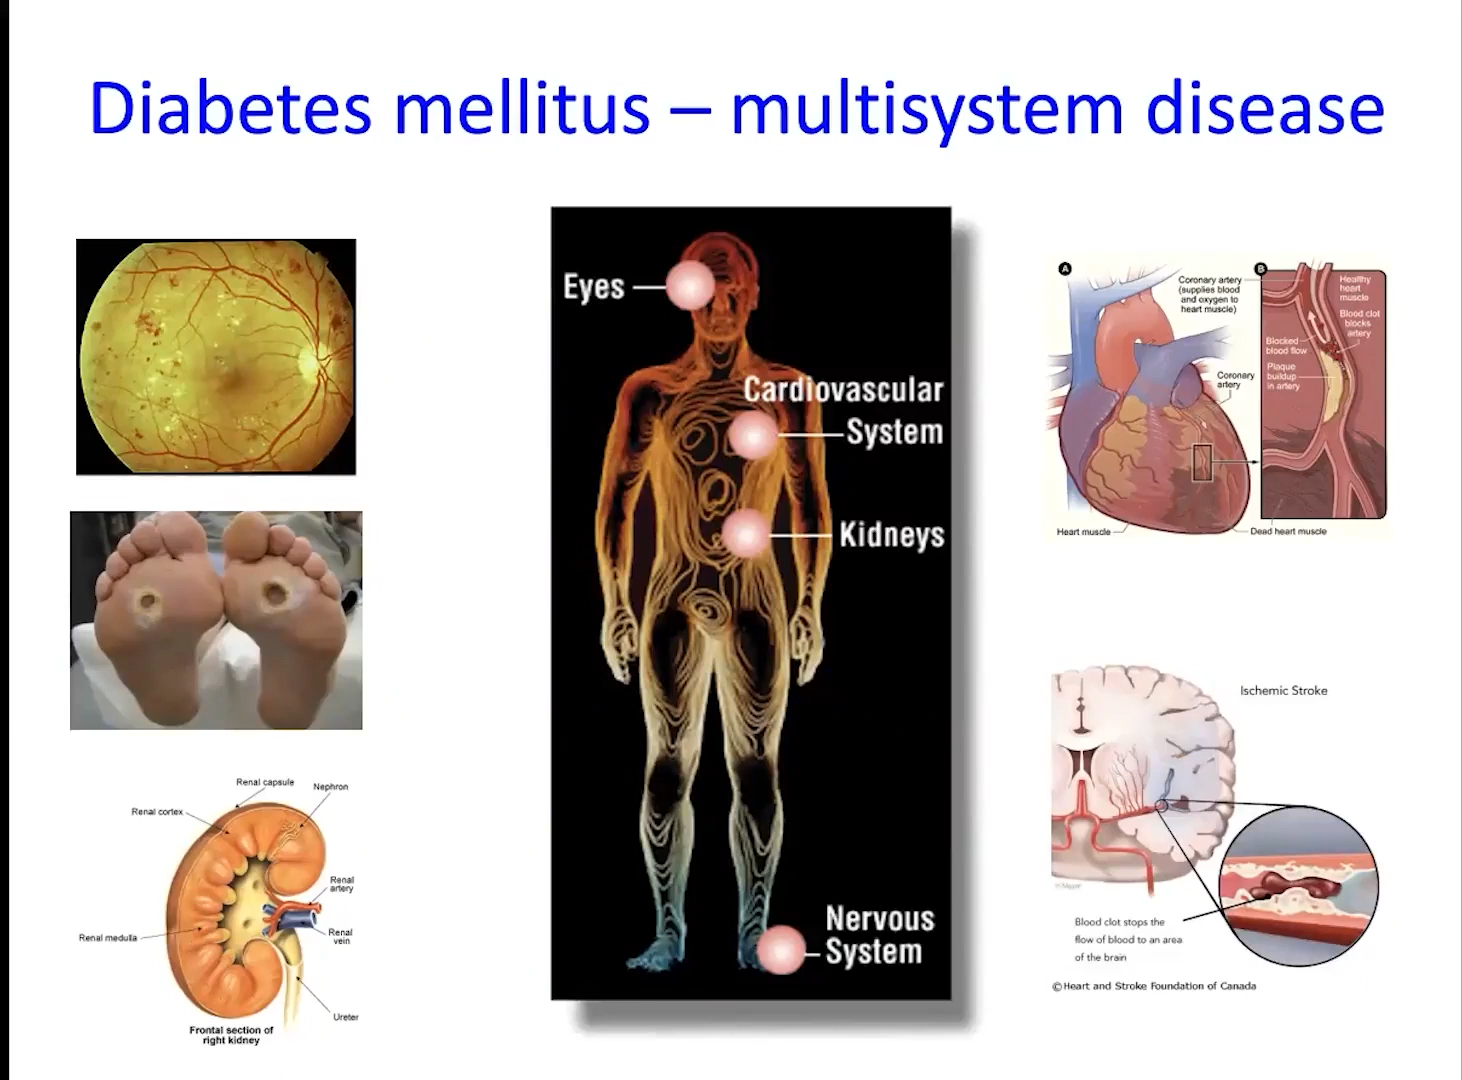 Diabetes mellitus – multisystem disease
Eyes
Cardiovascular
System
Kidneys
Nervous
System
Renal capsule
Nephron
Renal cortex
Renal
artery
Renal
vein
Renal medulla
Ureter
Frontal section of
right kidney
A
Coronary artery
(supplies blood
and oxygen to
heart muscle)
Coronary
artery
Heart muscle
Dead heart muscle
B
Healthy
heart
muscle
Blood clot
blocks
artery
Blocked
blood flow
Plaque
buildup
in artery
Ischemic Stroke
Blood clot stops the
flow of blood to an area
of the brain
©Heart and Stroke Foundation of Canada